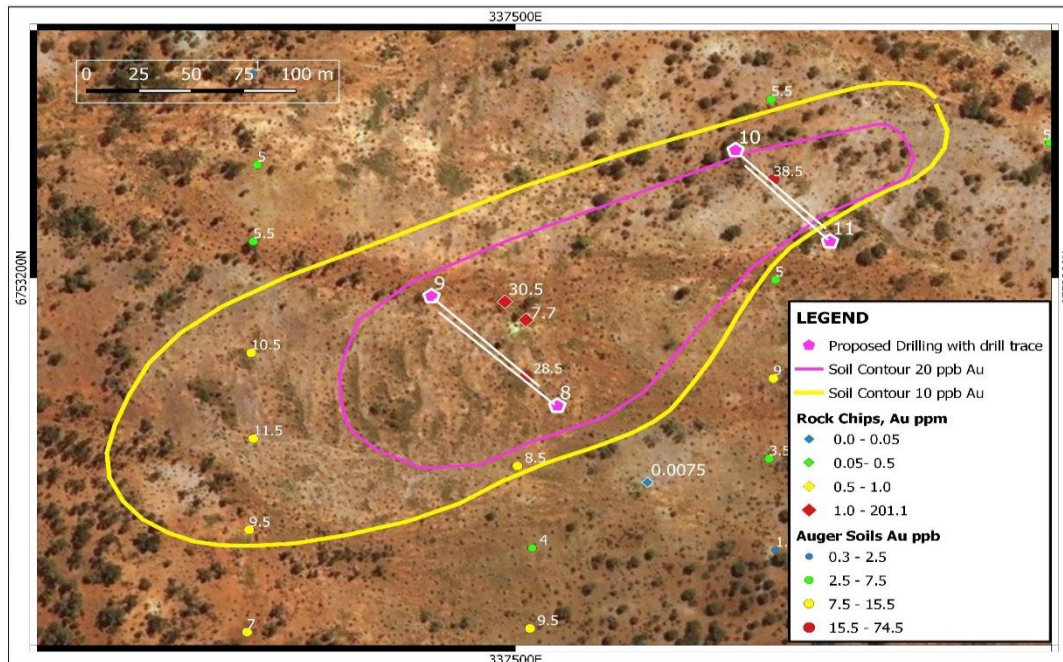 337500E
0 25 50 75 100 m
5.5
10
5
5
38.5
5.5
11
6753200N
9
30.5
5
7.7
10.5
28.5
9
8
11.5
8.5
3.5
0.0075
9.5
4
1.
7
9.5
337500E
LEGEND
Proposed Drilling with drill trace
Soil Contour 20 ppb Au
Soil Contour 10 ppb Au
Rock Chips, Au ppm
0.0 - 0.05
0.05- 0.5
0.5 - 1.0
1.0 - 201.1
Auger Soils Au ppb
0.3 - 2.5
2.5 - 7.5
7.5 - 15.5
15.5 - 74.5